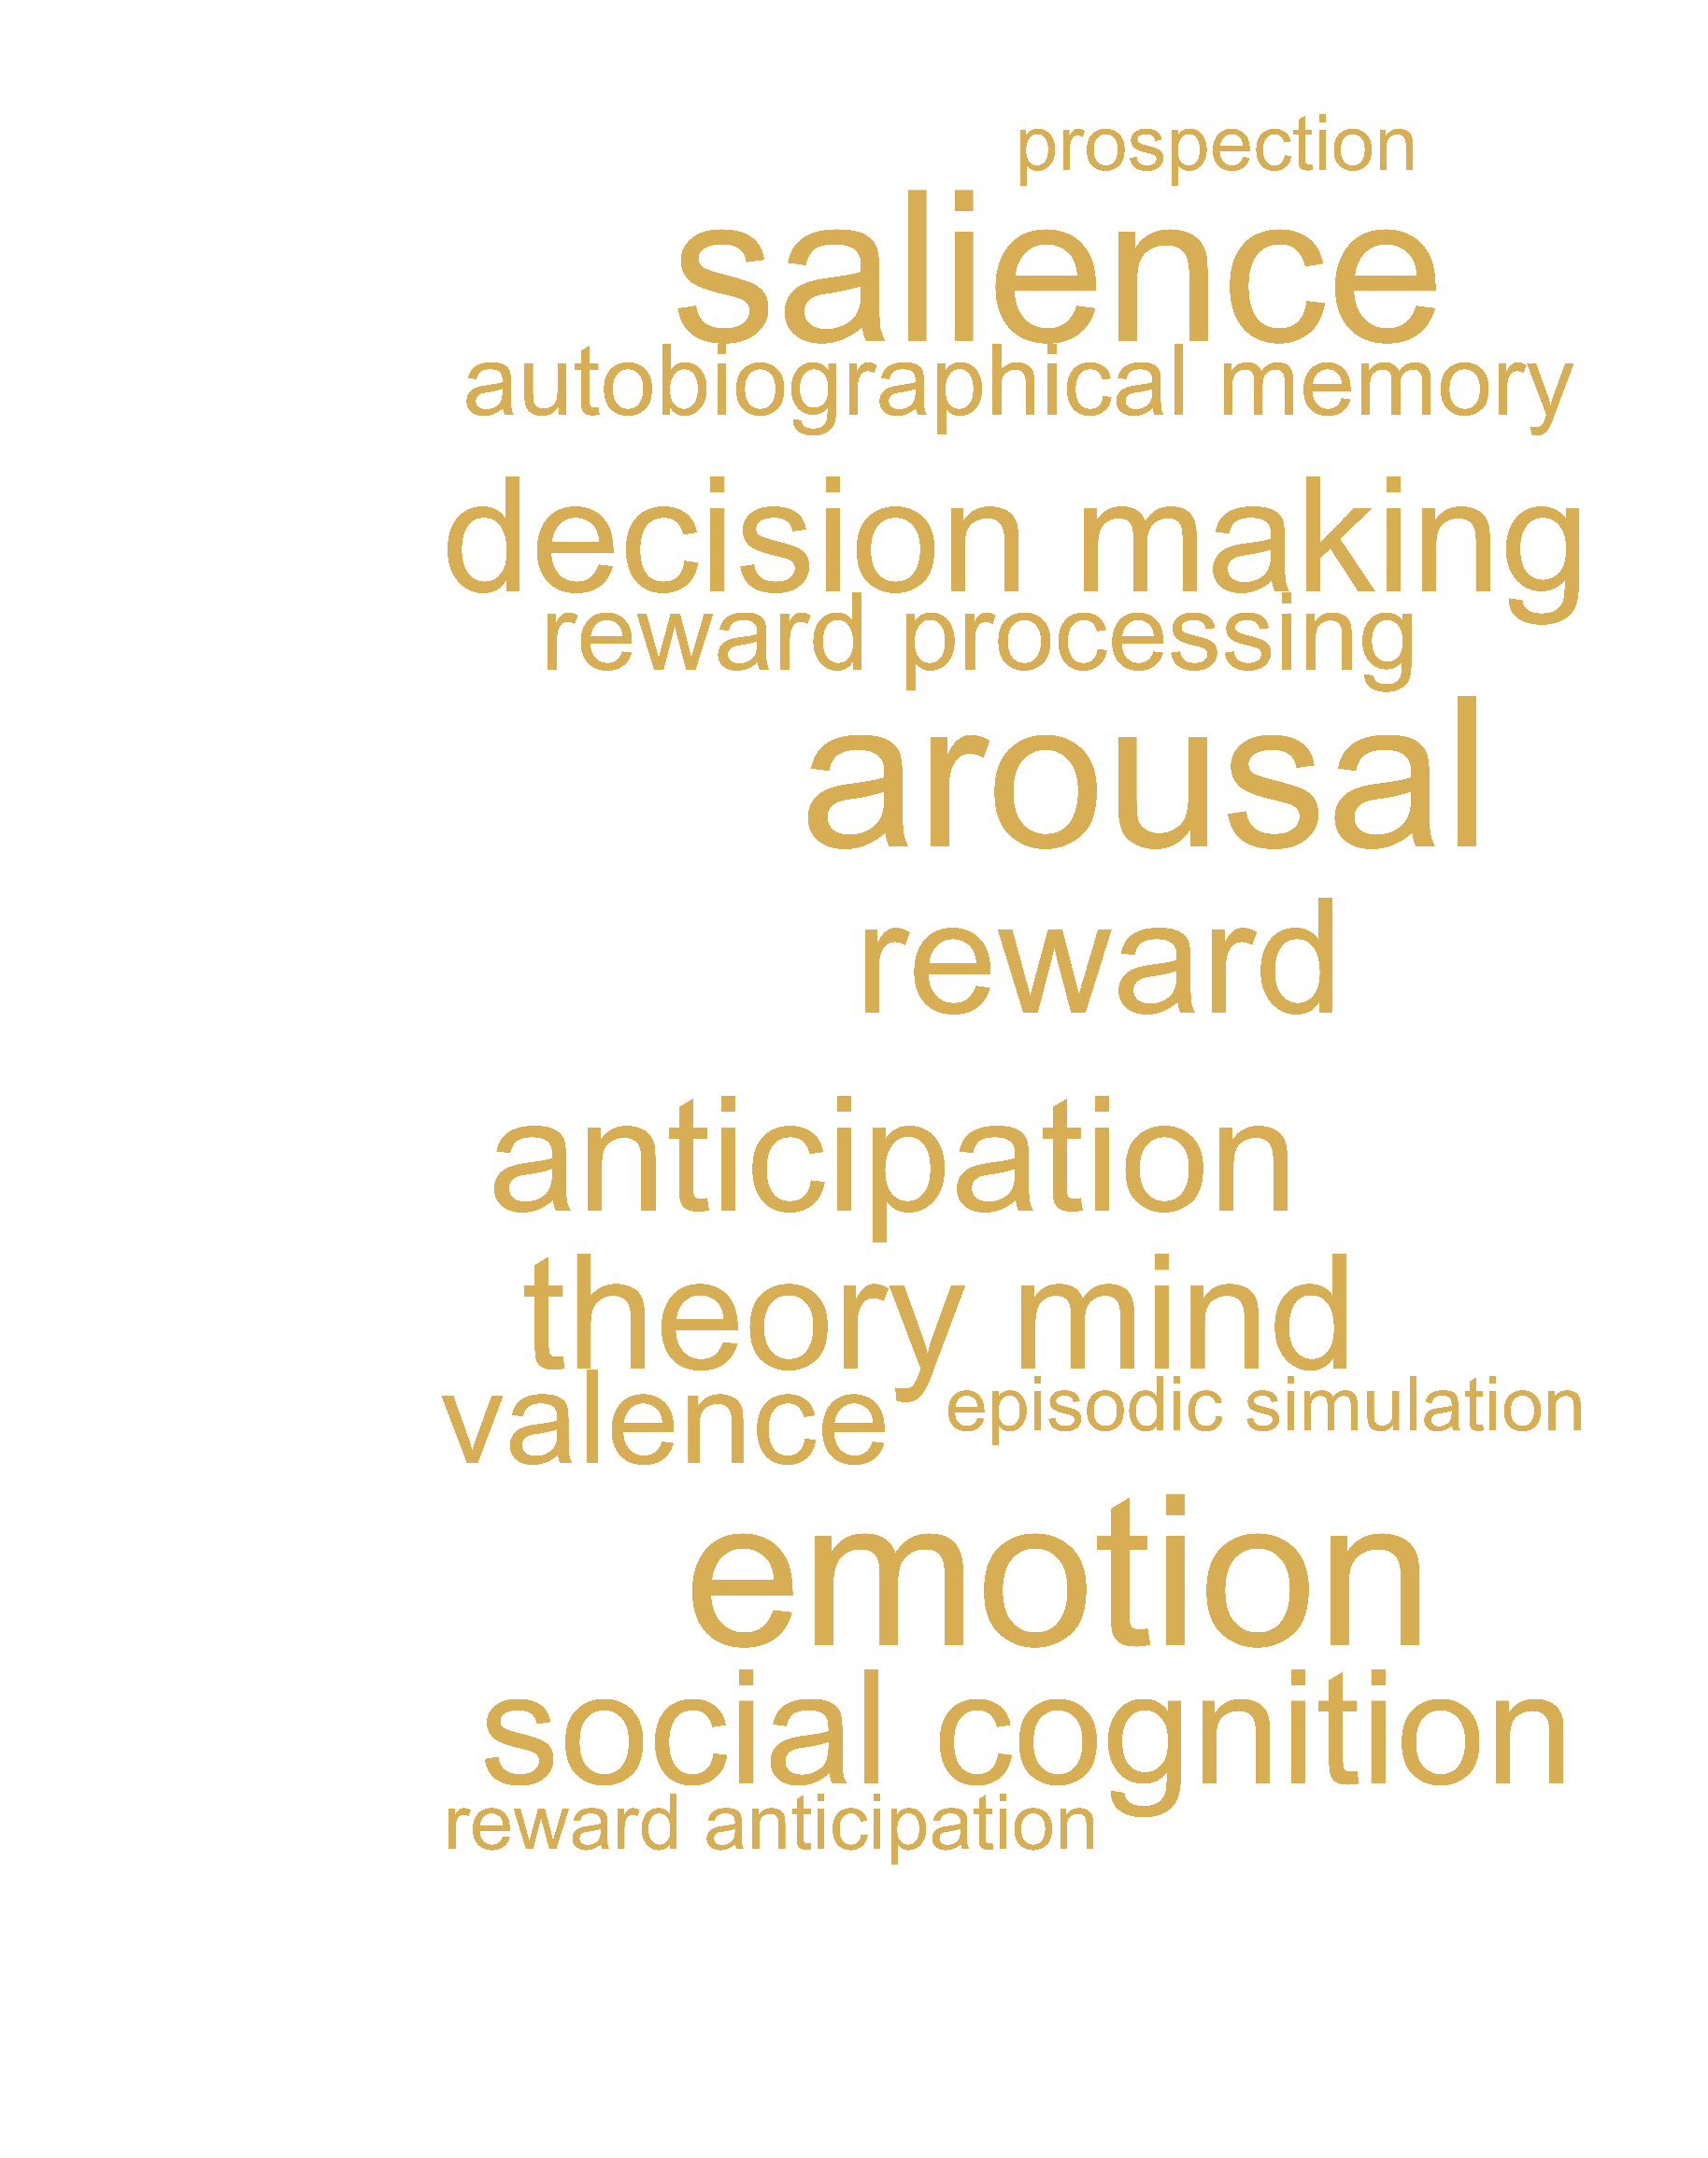 prospection
salience
autobiographical memory
decision making
reward processing
arousal
reward
anticipation
theory mind
valence episodic simulation
emotion
social cognition
reward anticipation